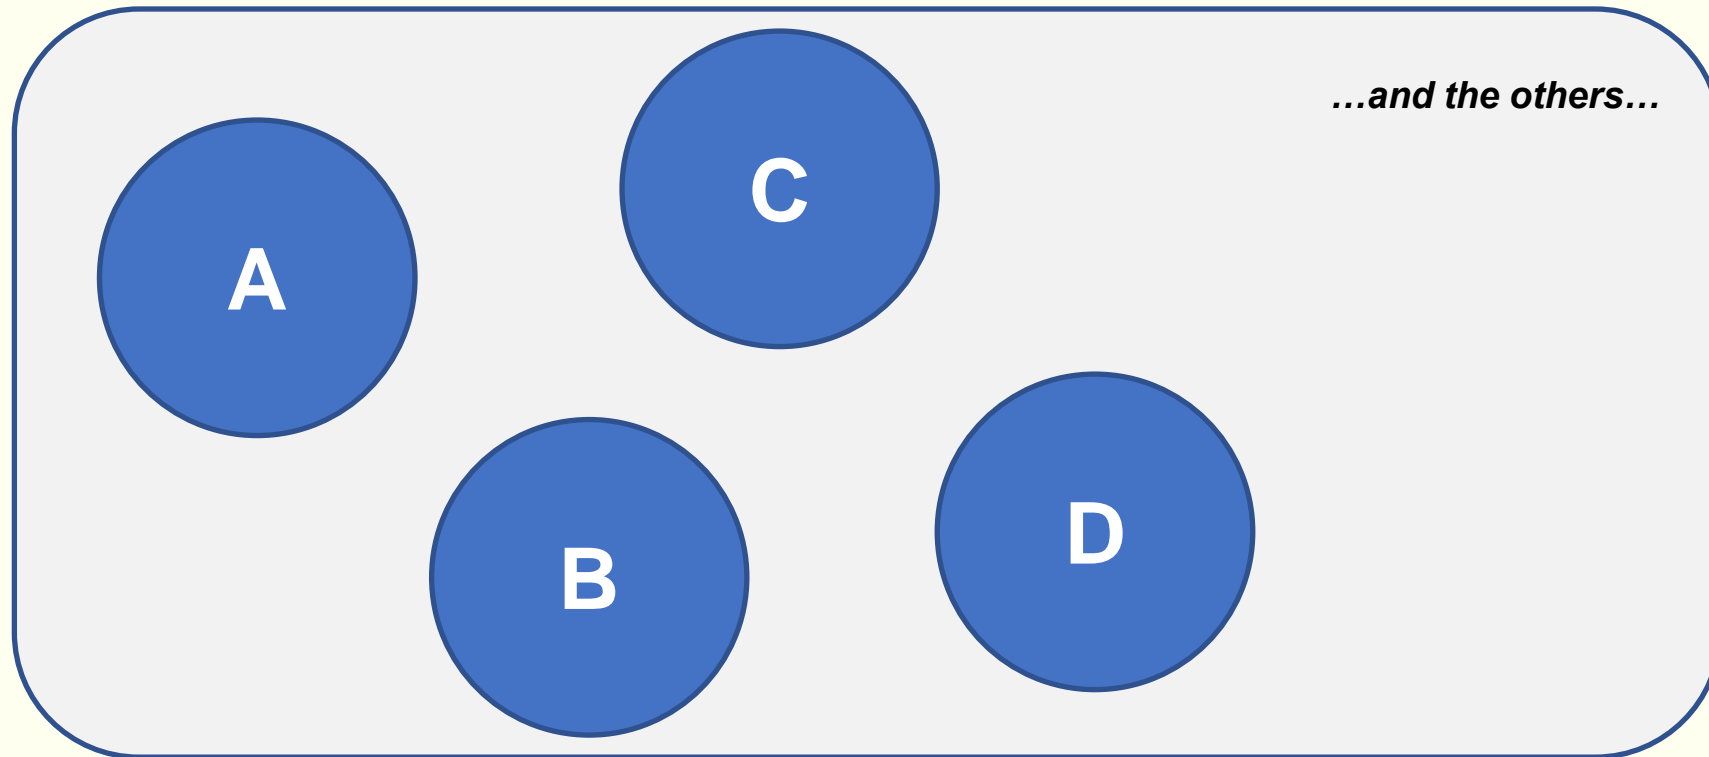 …and the others…
C
A
D
B